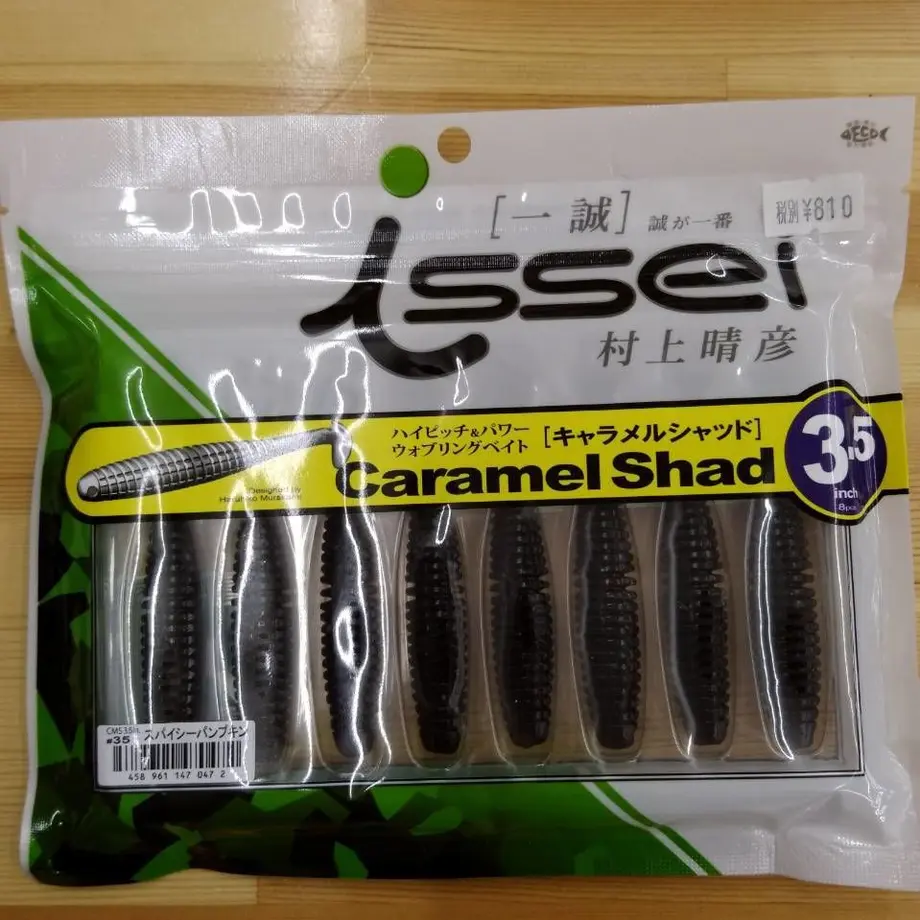 ECO
[一誠] 誠が一番
税別¥810
issei
村上晴彦
ハイピッチ&パワー
ウォブリングベイト
[キャラメルシャッド]
Caramel Shad
3.5
inch
8pcs
Designed by
Haruhiko Murakami
#35 スパイシーパンプキン
458 961 147 047 2